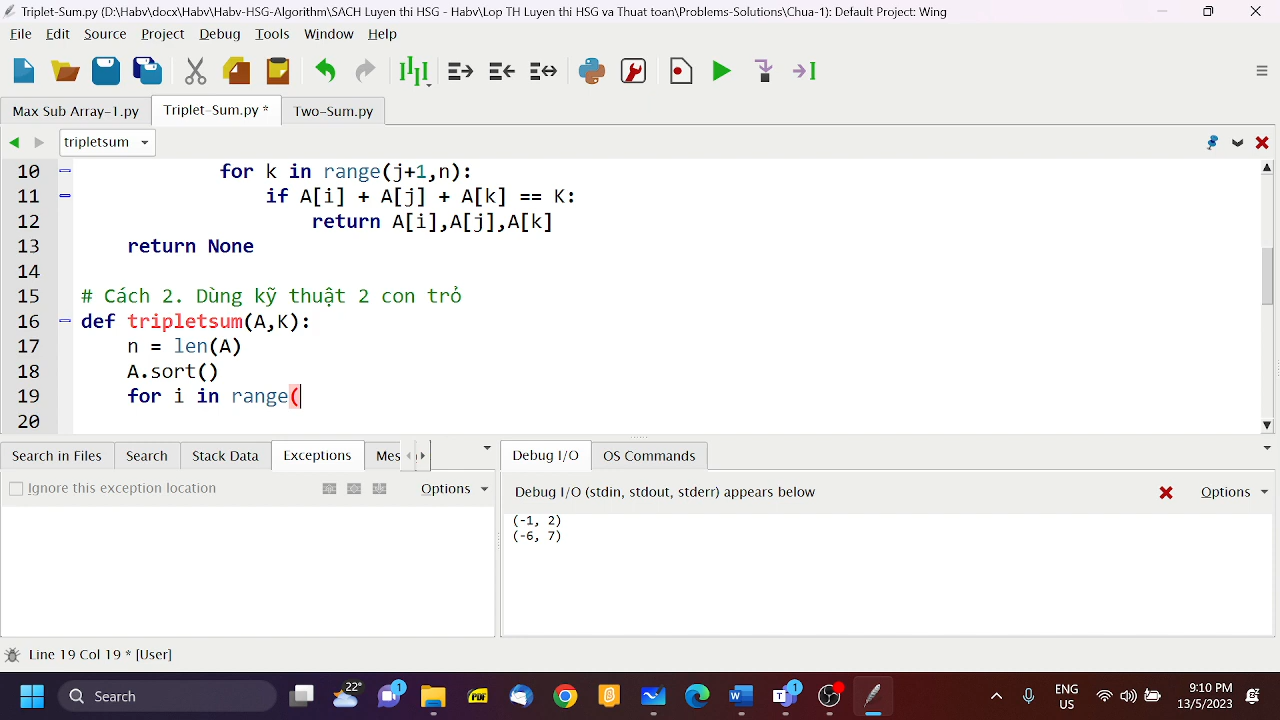 Triplet-Sum.py (D:\Habv\docx\Habv\Habv-HSG-Algorithm\SACH Luyen thi HSG - Habv\Lop TH Luyen thi HSG va Thuat toan\Problems-Solutions\Chua-1): Default Project: Wing
File Edit Source Project Debug Tools Window Help
Max Sub Array-1.py Triplet-Sum.py * Two-Sum.py
tripletsum
10 for k in range(j+1,n):
11 if A[i] + A[j] + A[k] == K:
12 return A[i],A[j],A[k]
13 return None
14
15 # Cách 2. Dùng kỹ thuật 2 con trỏ
16 def tripletsum(A,K):
17 n = len(A)
18 A.sort()
19 for i in range(
20
Search in Files Search Stack Data Exceptions Mes
Debug I/O OS Commands
Ignore this exception location Options
Debug I/O (stdin, stdout, stderr) appears below Options
(-1, 2)
(-6, 7)
Line 19 Col 19 * [User]
Search 22° 1 PDF 1 ENG US 9:10 PM 13/5/2023